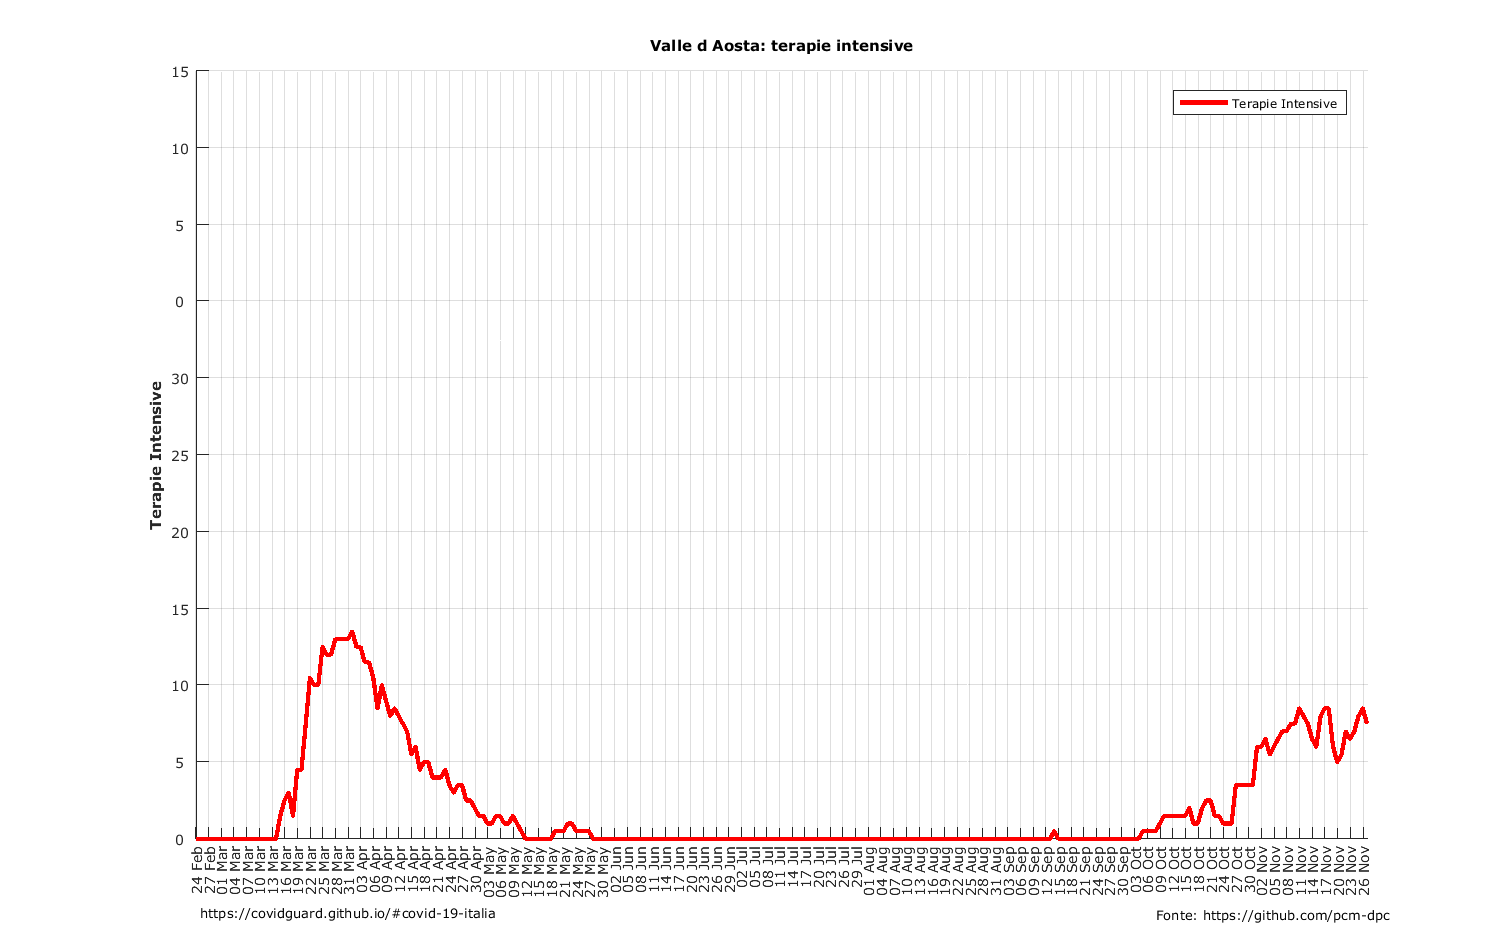 Valle d Aosta: terapie intensive
Terapie Intensive
Terapie Intensive
15
10
5
0
30
25
20
15
10
5
0
24 Feb
27 Feb
01 Mar
04 Mar
07 Mar
10 Mar
13 Mar
16 Mar
19 Mar
22 Mar
25 Mar
28 Mar
31 Mar
03 Apr
06 Apr
09 Apr
12 Apr
15 Apr
18 Apr
21 Apr
24 Apr
27 Apr
30 Apr
03 May
06 May
09 May
12 May
15 May
18 May
21 May
24 May
27 May
30 May
02 Jun
05 Jun
08 Jun
11 Jun
14 Jun
17 Jun
20 Jun
23 Jun
26 Jun
29 Jun
02 Jul
05 Jul
08 Jul
11 Jul
14 Jul
17 Jul
20 Jul
23 Jul
26 Jul
29 Jul
01 Aug
04 Aug
07 Aug
10 Aug
13 Aug
16 Aug
19 Aug
22 Aug
25 Aug
28 Aug
31 Aug
03 Sep
06 Sep
09 Sep
12 Sep
15 Sep
18 Sep
21 Sep
24 Sep
27 Sep
30 Sep
03 Oct
06 Oct
09 Oct
12 Oct
15 Oct
18 Oct
21 Oct
24 Oct
27 Oct
30 Oct
02 Nov
05 Nov
08 Nov
11 Nov
14 Nov
17 Nov
20 Nov
23 Nov
26 Nov
https://covidguard.github.io/#covid-19-italia
Fonte: https://github.com/pcm-dpc